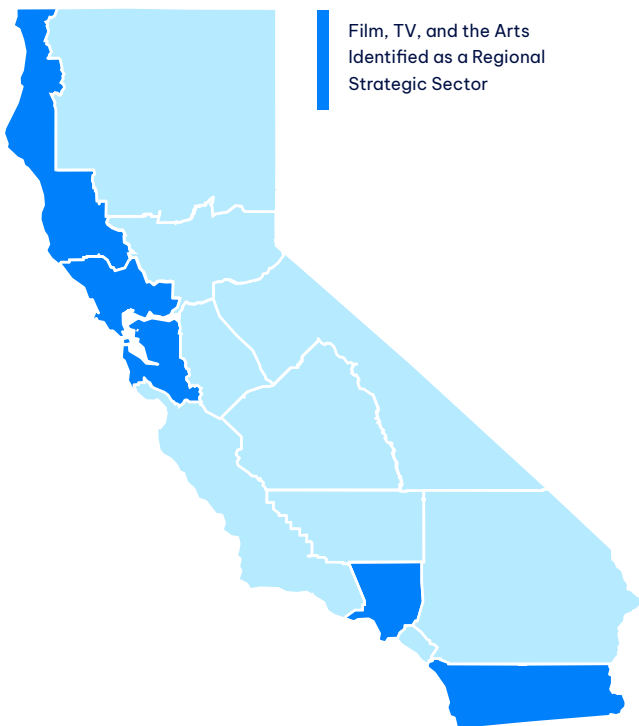 Film, TV, and the Arts
Identified as a Regional
Strategic Sector